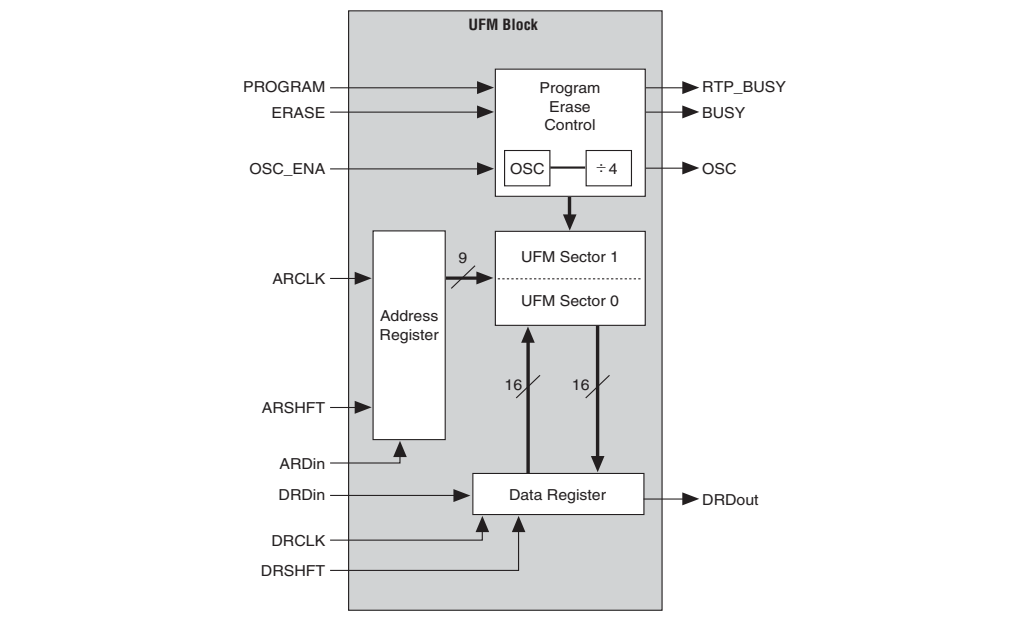 UFM Block
PROGRAM
ERASE
OSC_ENA
Program
Erase
Control
OSC
÷ 4
RTP_BUSY
BUSY
OSC
ARCLK
ARSHFT
ARDin
Address
Register
9
UFM Sector 1
UFM Sector 0
16
16
DRDin
DRCLK
DRSHFT
Data Register
DRDout